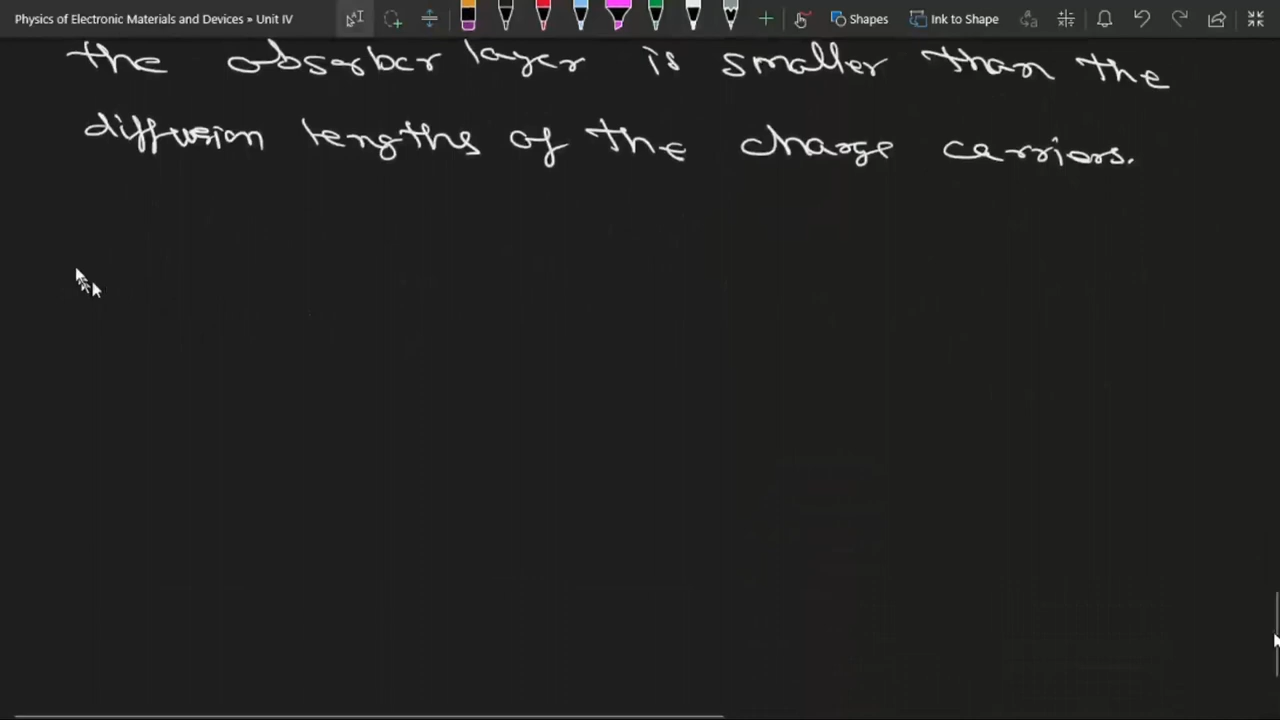 Physics of Electronic Materials and Devices » Unit IV
Shapes
Ink to Shape
the absorber layer is smaller than the
diffusion lengths of the charge carriers.